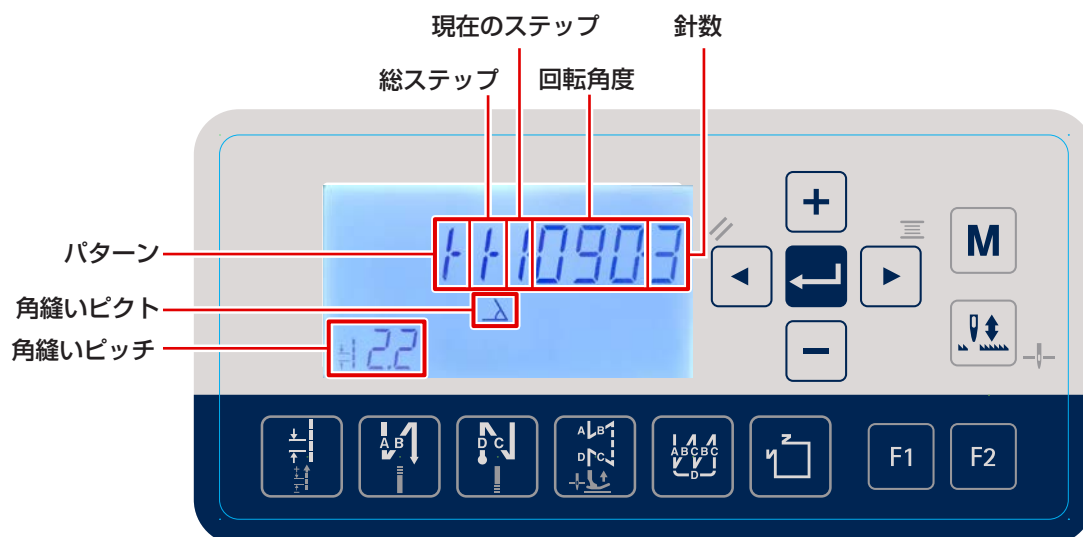 現在のステップ 針数
総ステップ 回転角度
パターン 1-1-10903
角縫いピクト
角縫いピッチ 2.2
+
M
−
A B
D C
A B
D C
A B C B C
D
F1 F2